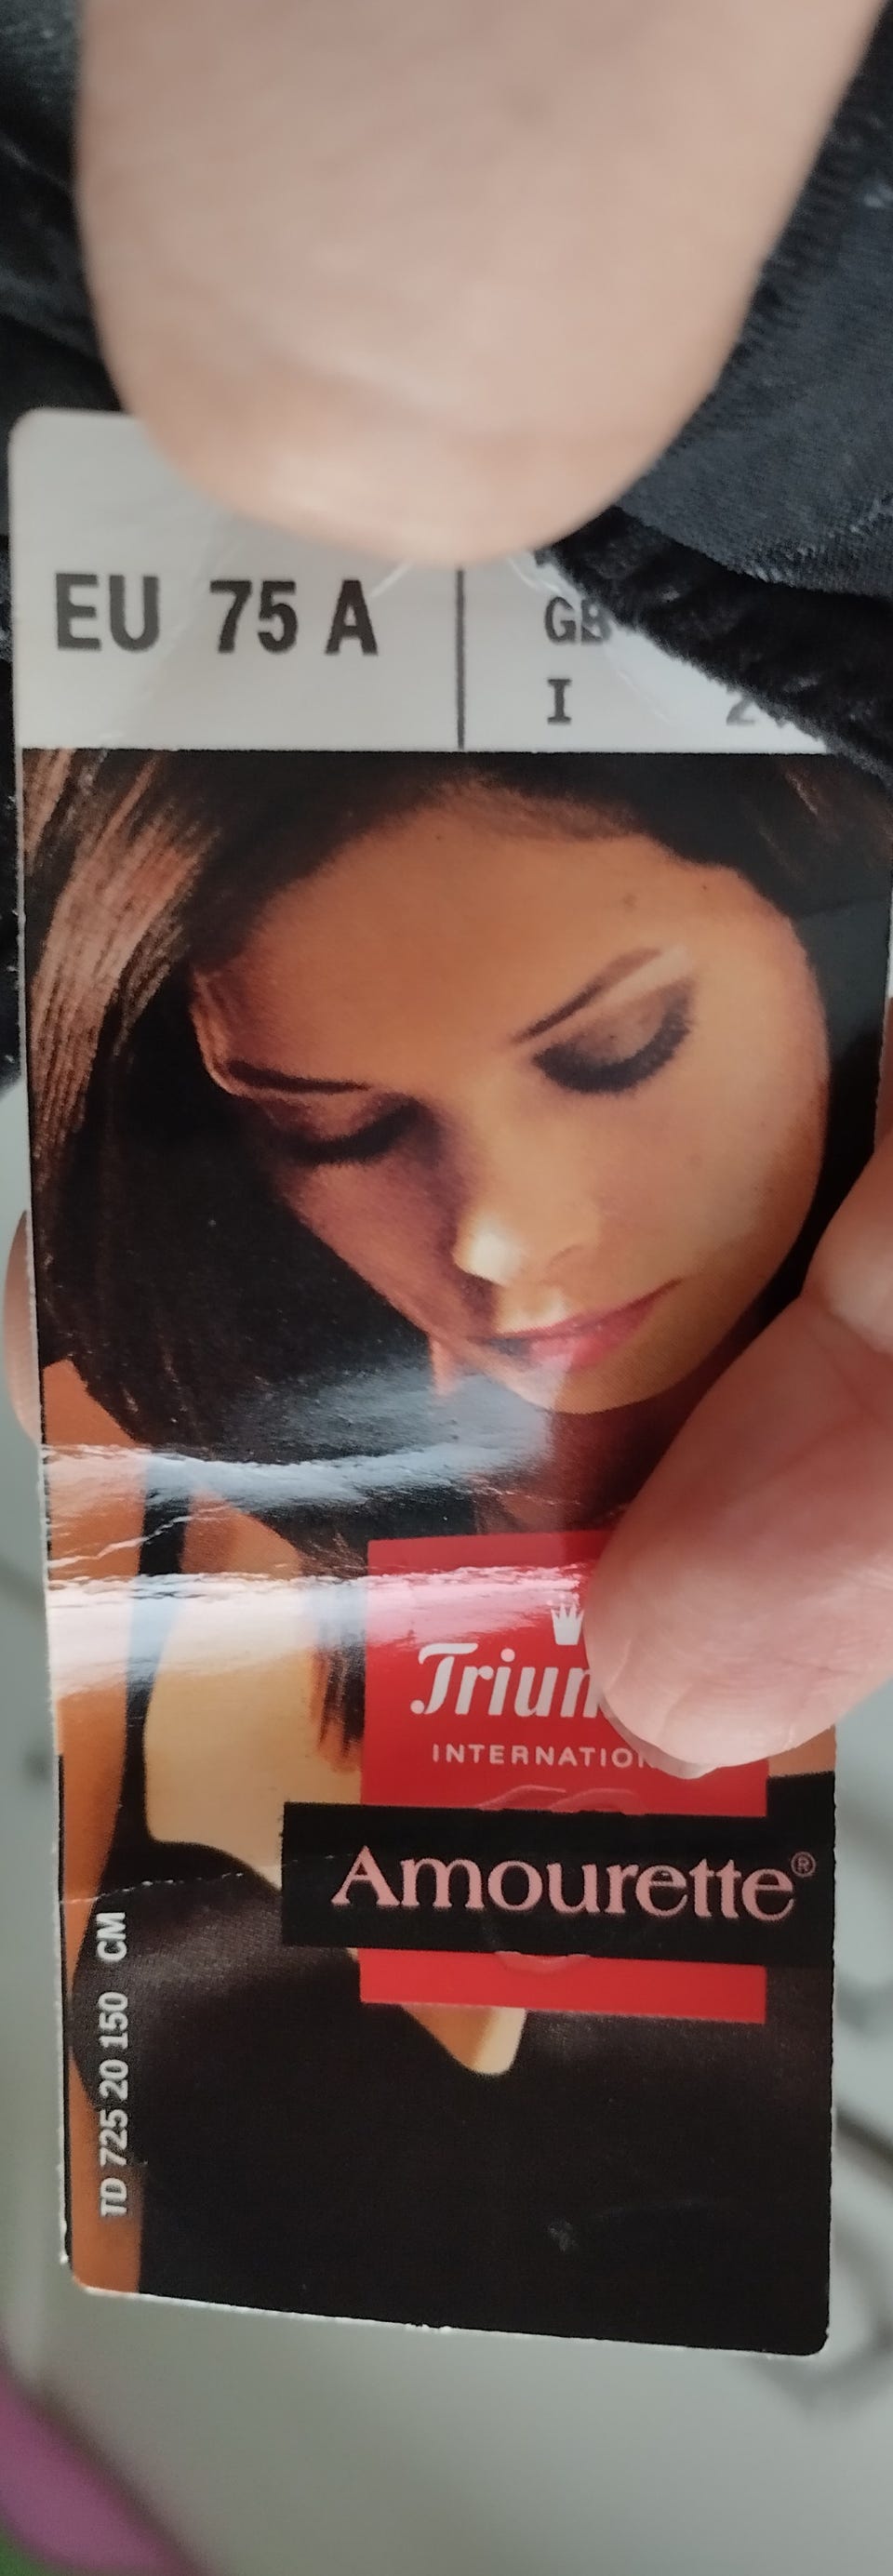 EU 75 A
GB
I
Trium
INTERNATIO
Amourette®
TD 725 20 150 CM